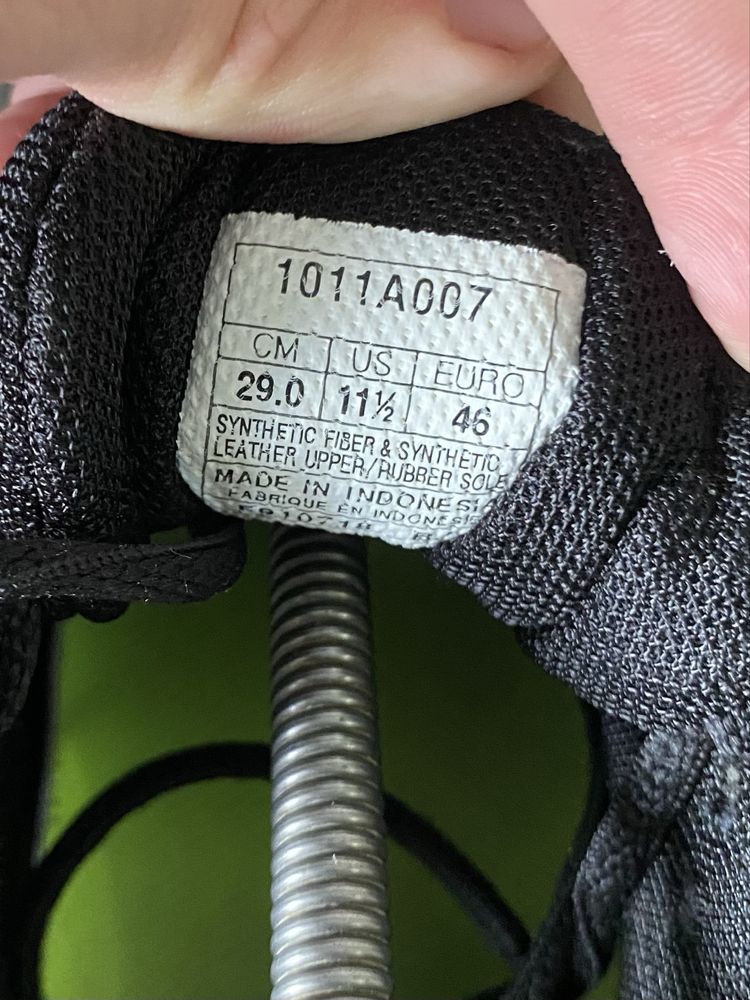 1011A007
CM US EURO
29.0 11½ 46
SYNTHETIC FIBER & SYNTHETIC
LEATHER UPPER/RUBBER SOLE
MADE IN INDONESI
FABRIQUE EN INDONESIE